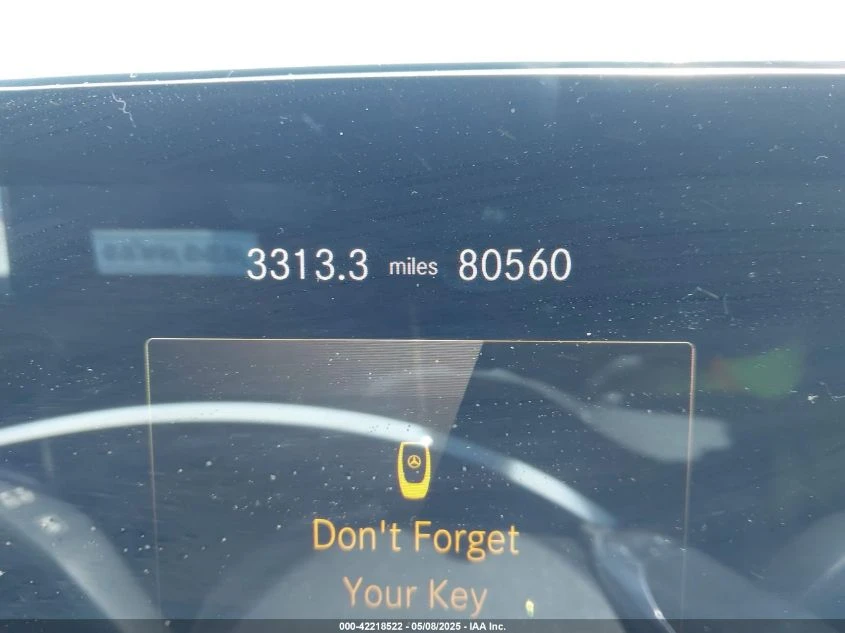 3313.3 miles 80560
Don't Forget
Your Key
000-42218522 - 05/08/2025 - IAA Inc.